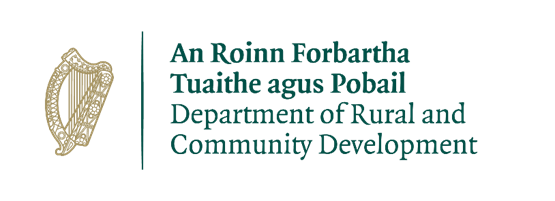 An Roinn Forbartha
Tuaithe agus Pobail
Department of Rural and
Community Development